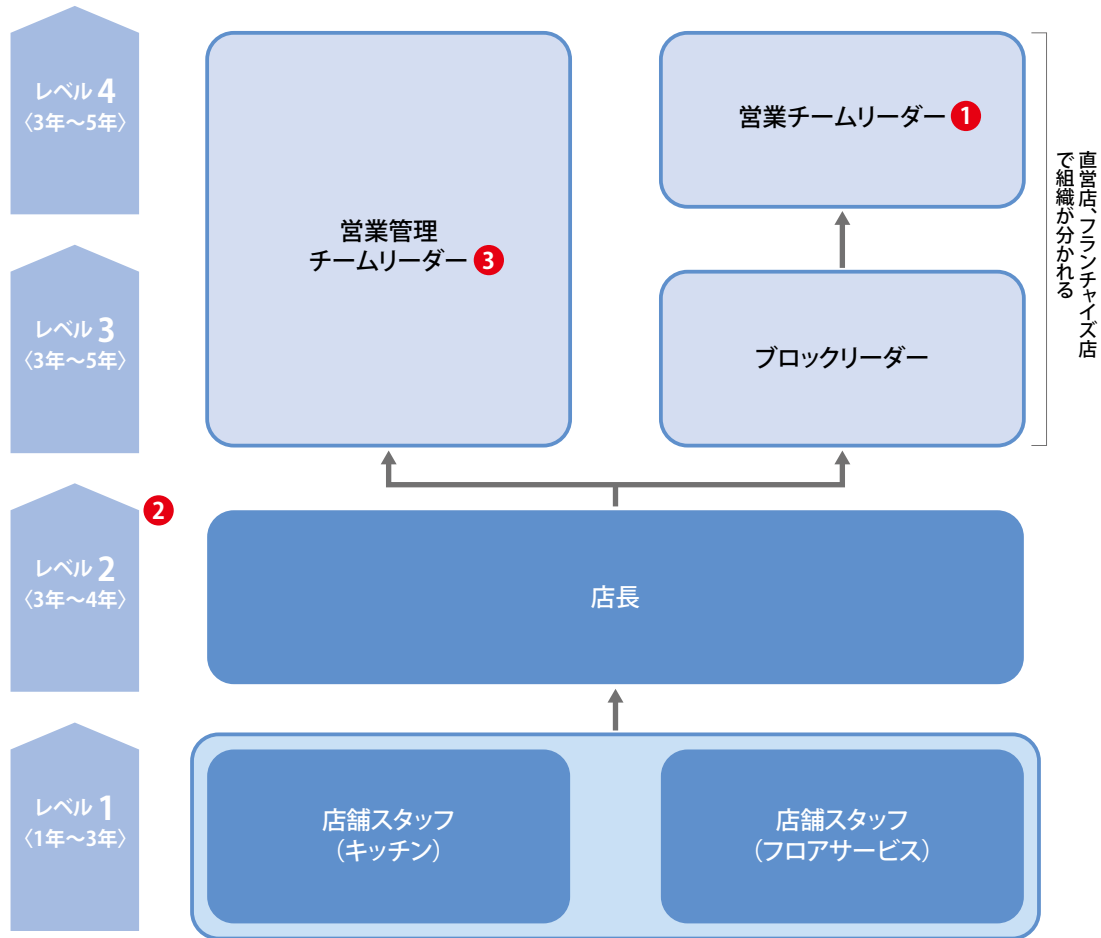 レベル 4
〈3年～5年〉
営業チームリーダー 1
直営店、フランチャイズ店
で組織が分かれる
営業管理
チームリーダー 3
レベル 3
〈3年～5年〉
ブロックリーダー
2
レベル 2
〈3年～4年〉
店長
レベル 1
〈1年～3年〉
店舗スタッフ
（キッチン）
店舗スタッフ
（フロアサービス）